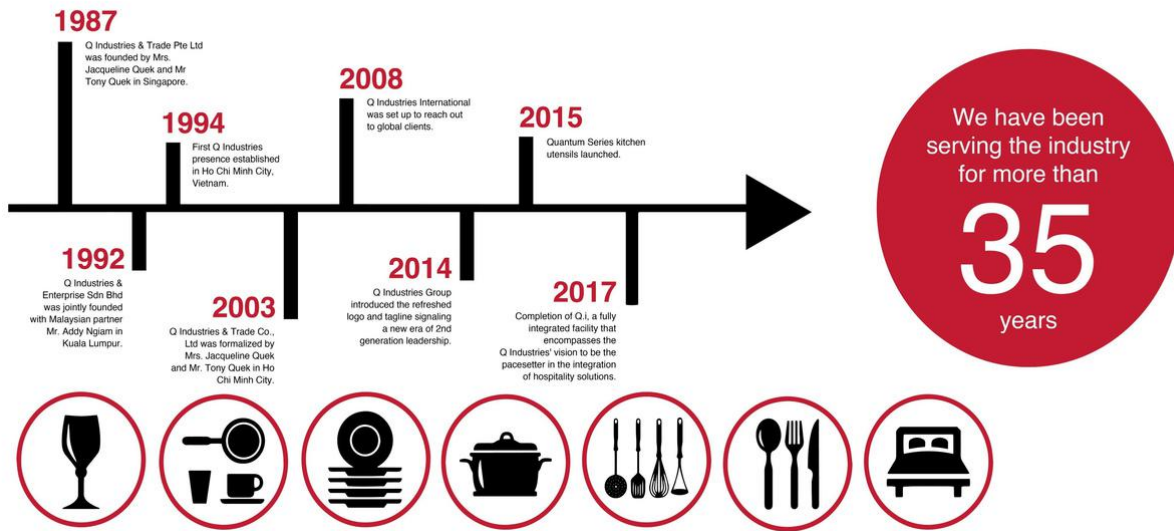 1987
Q Industries & Trade Pte Ltd
was founded by Mrs.
Jacqueline Quek and Mr
Tony Quek in Singapore.
1992
Q Industries &
Enterprise Sdn Bhd
was jointly founded
with Malaysian partner
Mr. Addy Ngiam in
Kuala Lumpur.
1994
First Q Industries
presence established
in Ho Chi Minh City,
Vietnam.
2003
Q Industries & Trade Co.,
Ltd was formalized by
Mrs. Jacqueline Quek
and Mr. Tony Quek in Ho
Chi Minh City.
2008
Q Industries International
was set up to reach out
to global clients.
2014
Q Industries Group
introduced the refreshed
logo and tagline signaling
a new era of 2nd
generation leadership.
2015
Quantum Series kitchen
utensils launched.
2017
Completion of Q.i, a fully
integrated facility that
encompasses the
Q Industries' vision to be the
pacesetter in the integration
of hospitality solutions.
We have been
serving the industry
for more than
35
years